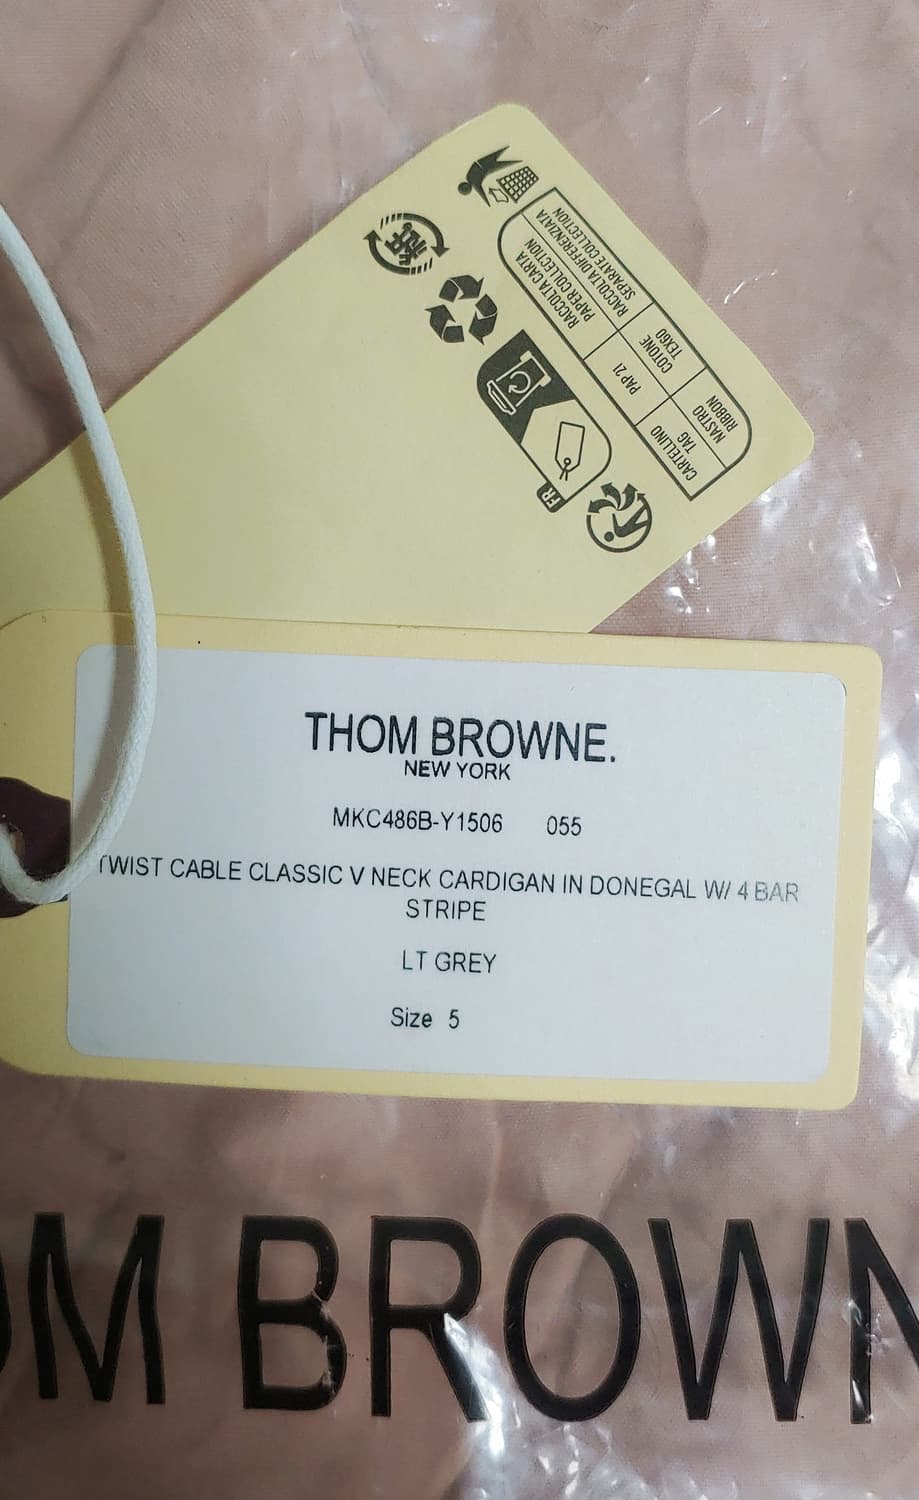 RACCOLTA DIFFERENZIATA
SEPARATE COLLECTION
RACCOLTA CARTA
PAPER COLLECTION
COTONE
TEX60
PAP 21
NASTRO
RIBBON
CARTELLINO
TAG
FR
THOM BROWNE.
NEW YORK
MKC486B-Y1506 055
TWIST CABLE CLASSIC V NECK CARDIGAN IN DONEGAL W/ 4 BAR
STRIPE
LT GREY
Size 5
OM BROWN